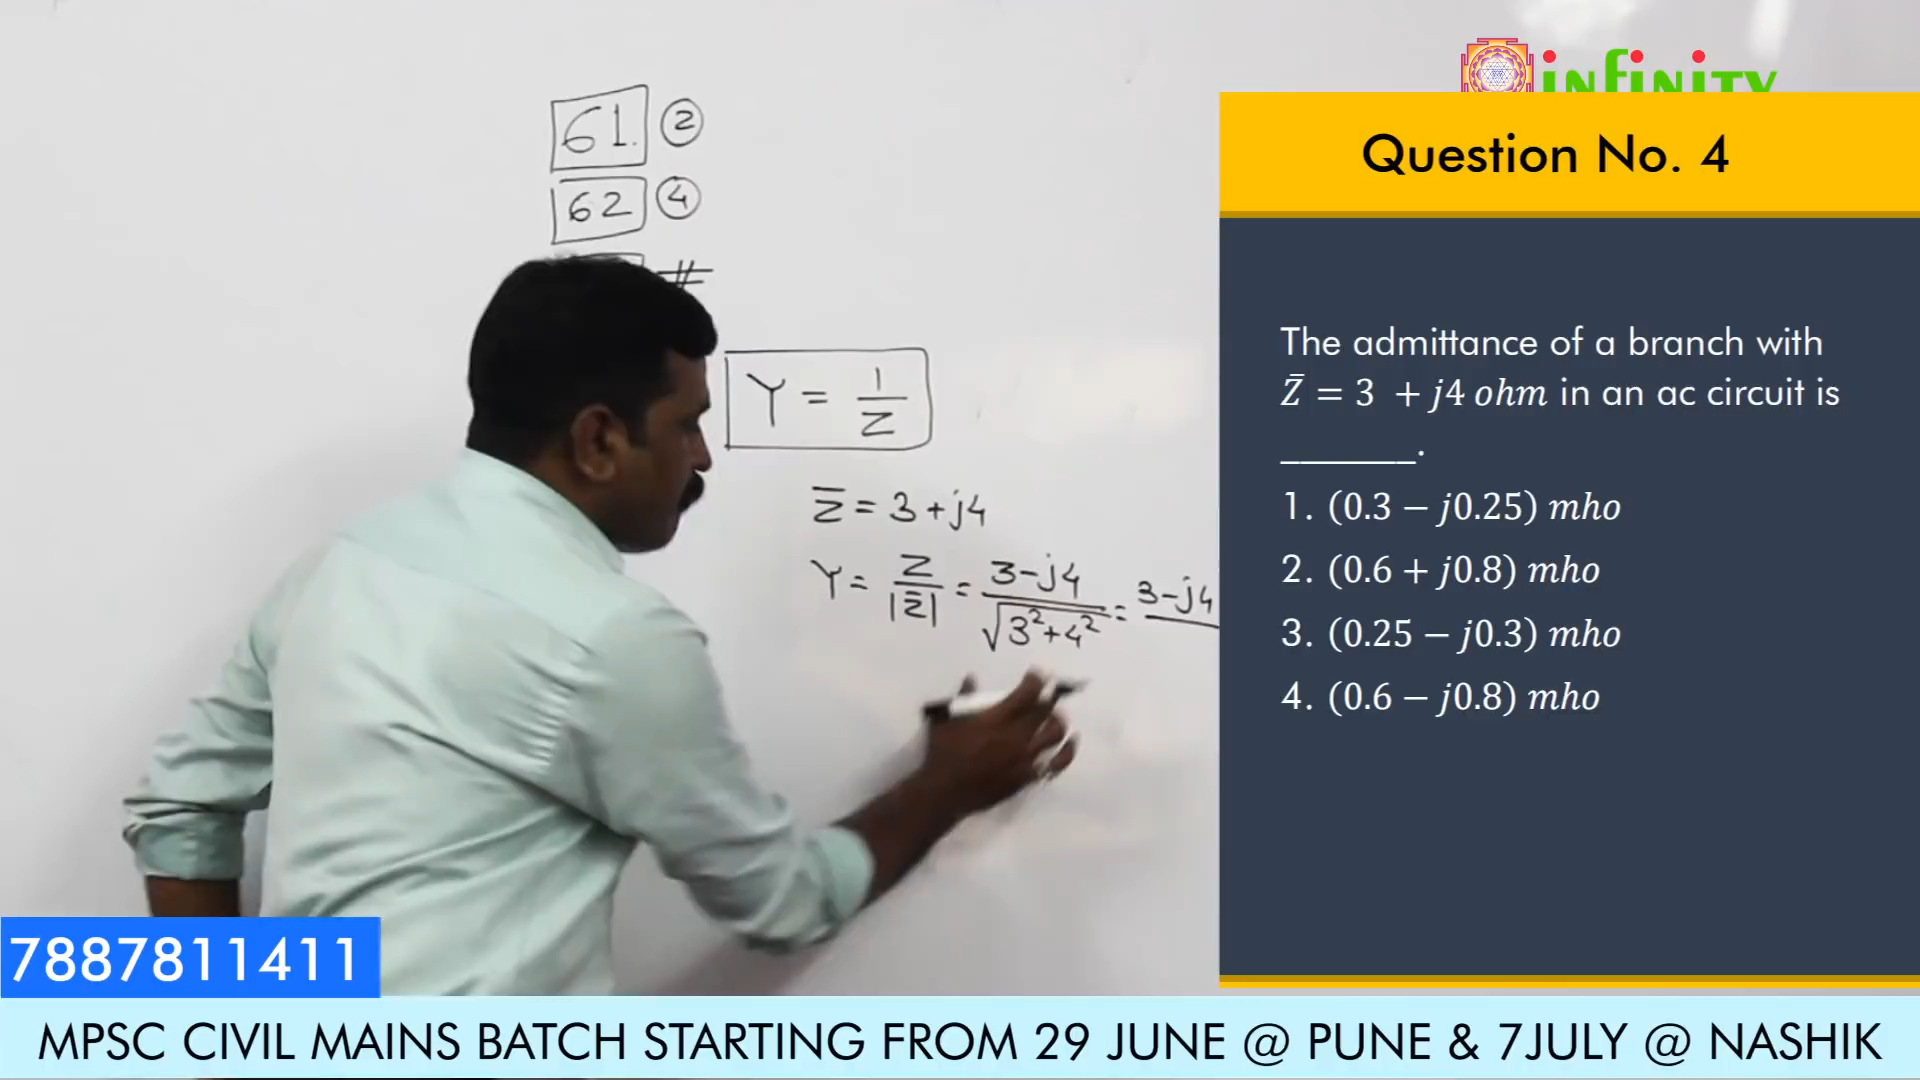 61. 2
62 4
#
Y = 1/Z
Z̄ = 3 + j4
Y = Z/|Z̄| = 3-j4/√3²+4² = 3-j4
infinity
Question No. 4
The admittance of a branch with
Z̄ = 3 + j4 ohm in an ac circuit is
_______.
1. (0.3 − j0.25) mho
2. (0.6 + j0.8) mho
3. (0.25 − j0.3) mho
4. (0.6 − j0.8) mho
7887811411
MPSC CIVIL MAINS BATCH STARTING FROM 29 JUNE @ PUNE & 7JULY @ NASHIK